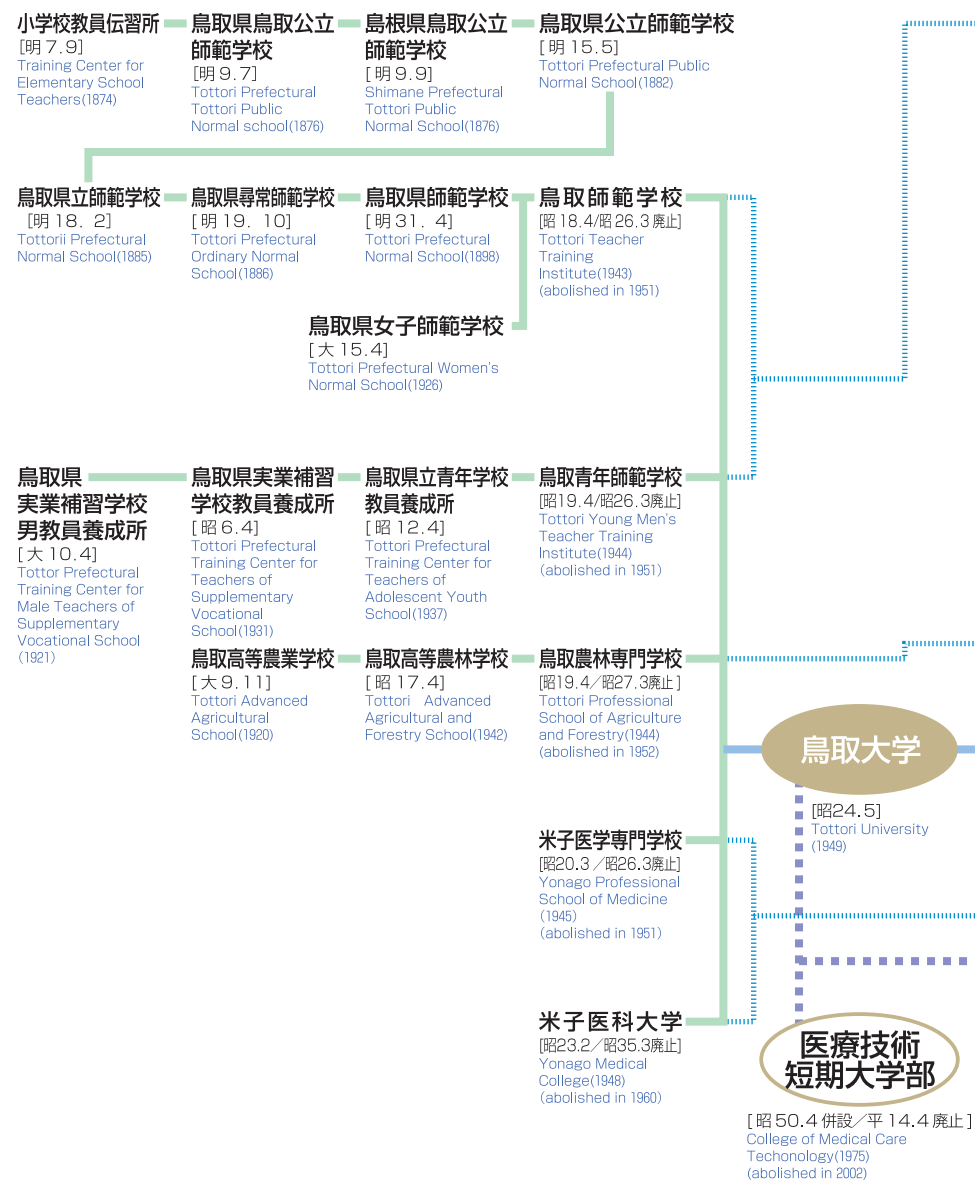 小学校教員伝習所
[明 7.9]
Training Center for
Elementary School
Teachers(1874)
鳥取県鳥取公立
師範学校
[明 9.7]
Tottori Prefectural
Tottori Public
Normal school(1876)
島根県鳥取公立
師範学校
[明 9.9]
Shimane Prefectural
Tottori Public
Normal School(1876)
鳥取県公立師範学校
[明 15.5]
Tottori Prefectural Public
Normal School(1882)
鳥取県立師範学校
[明 18. 2]
Tottorii Prefectural
Normal School(1885)
鳥取県尋常師範学校
[明 19. 10]
Tottori Prefectural
Ordinary Normal
School(1886)
鳥取県師範学校
[明 31. 4]
Tottori Prefectural
Normal School(1898)
鳥取師範学校
[昭 18.4/昭 26.3 廃止]
Tottori Teacher
Training
Institute(1943)
(abolished in 1951)
鳥取県女子師範学校
[大 15.4]
Tottori Prefectural Women's
Normal School(1926)
鳥取県
実業補習学校
男教員養成所
[大 10.4]
Tottor Prefectural
Training Center for
Male Teachers of
Supplementary
Vocational School
(1921)
鳥取県実業補習
学校教員養成所
[昭 6.4]
Tottori Prefectural
Training Center for
Teachers of
Supplementary
Vocational
School(1931)
鳥取県立青年学校
教員養成所
[昭 12.4]
Tottori Prefectural
Training Center for
Teachers of
Adolescent Youth
School(1937)
鳥取青年師範学校
[昭19.4/昭26.3廃止]
Tottori Young Men's
Teacher Training
Institute(1944)
(abolished in 1951)
鳥取高等農業学校
[大 9.11]
Tottori Advanced
Agricultural
School(1920)
鳥取高等農林学校
[昭 17.4]
Tottori Advanced
Agricultural and
Forestry School(1942)
鳥取農林専門学校
[昭19.4／昭27.3廃止]
Tottori Professional
School of Agriculture
and Forestry(1944)
(abolished in 1952)
鳥取大学
[昭24.5]
Tottori University
(1949)
米子医学専門学校
[昭20.3／昭26.3廃止]
Yonago Professional
School of Medicine
(1945)
(abolished in 1951)
米子医科大学
[昭23.2／昭35.3廃止]
Yonago Medical
College(1948)
(abolished in 1960)
医療技術
短期大学部
[昭 50.4 併設／平 14.4 廃止]
College of Medical Care
Techonology(1975)
(abolished in 2002)